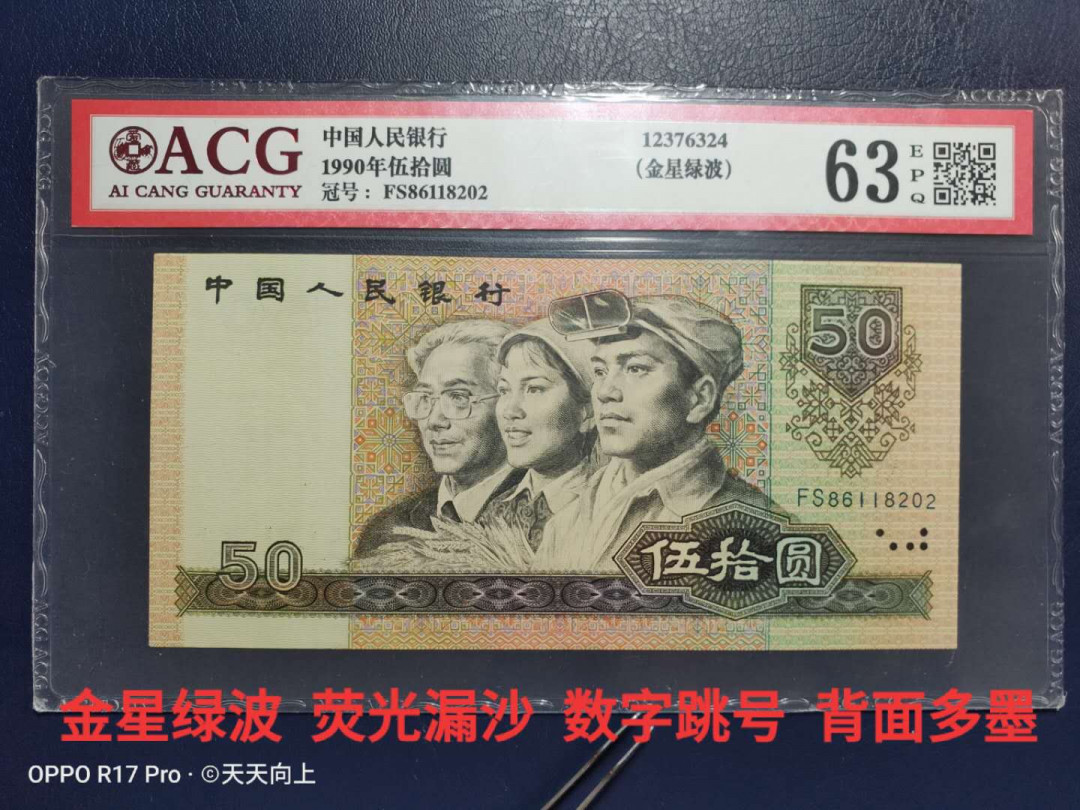 ACG
AI CANG GUARANTY
中国人民银行
1990年伍拾圆
冠号：FS86118202
12376324
（金星绿波）
63
EPQ
中国人民银行
50
FS86118202
50
伍拾圆
金星绿波 荧光漏沙 数字跳号 背面多墨
OPPO R17 Pro · ©天天向上